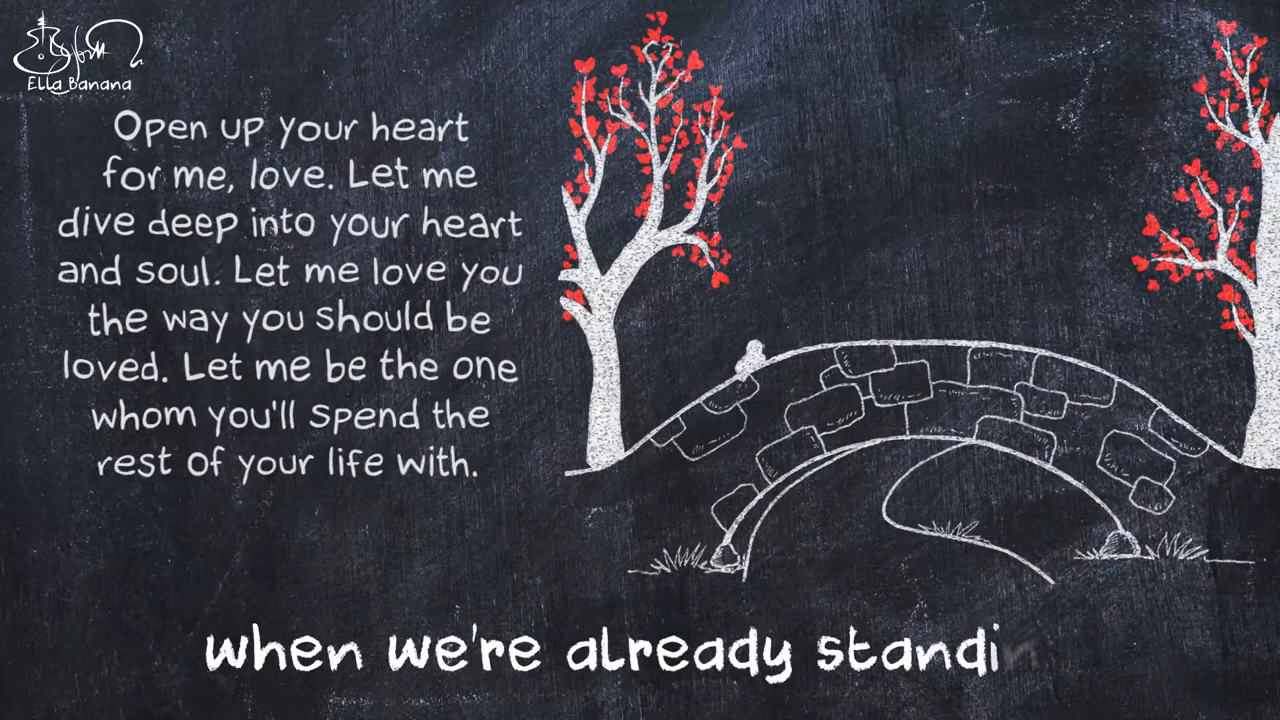 Ella Banana
Open up your heart
for me, love. Let me
dive deep into your heart
and soul. Let me love you
the way you should be
loved. Let me be the one
whom you'll spend the
rest of your life with.
when we're already standin